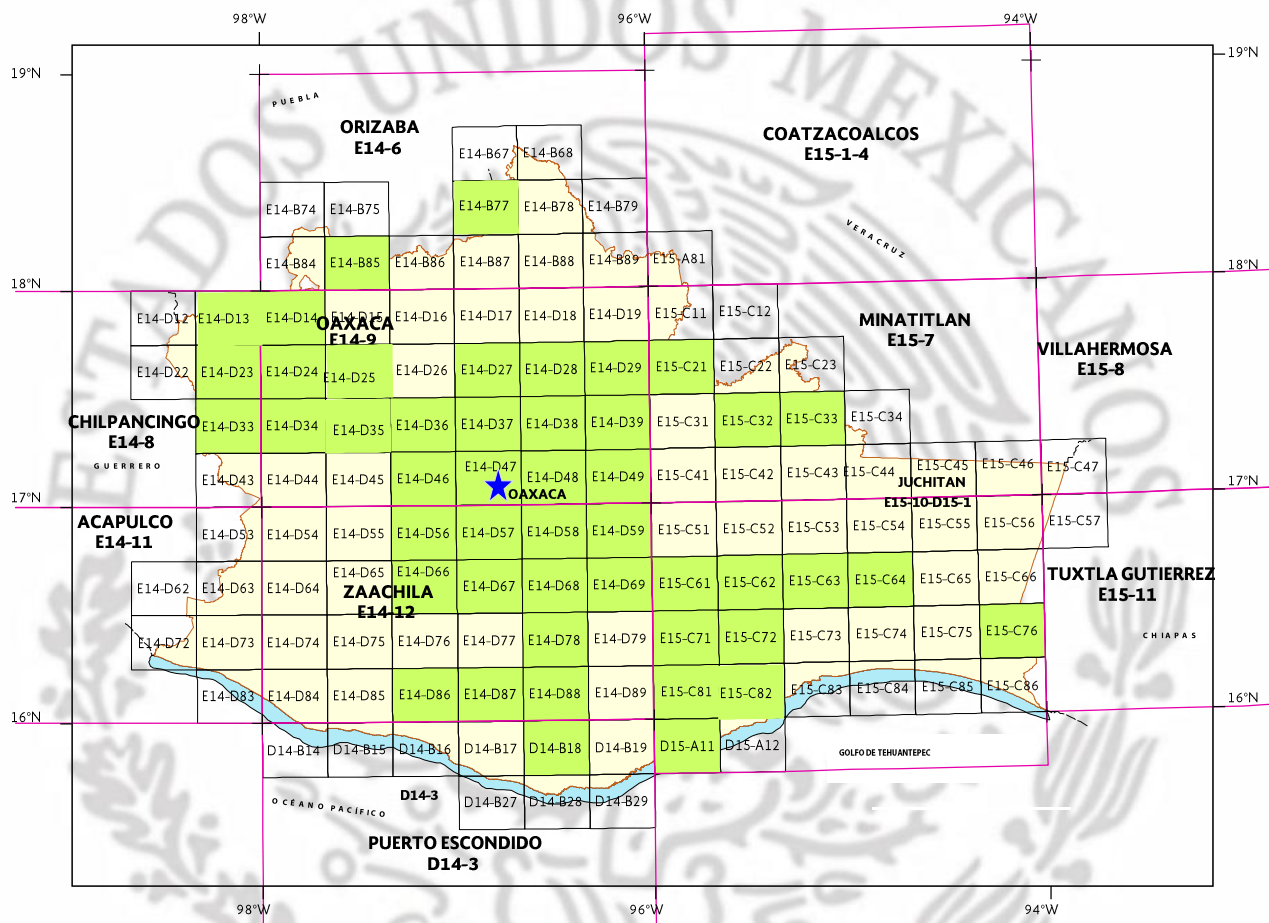 98°W 96°W 94°W
19°N 19°N
ESTADOS UNIDOS MEXICANOS
PUEBLA
ORIZABA
E14-6
COATZACOALCOS
E15-1-4
E14-B67 E14-B68
E14-B74 E14-B75 E14-B77 E14-B78 E14-B79
VERACRUZ
E14-B84 E14-B85 E14-B86 E14-B87 E14-B88 E14-B89 E15-A81
18°N 18°N
E14-D12 E14-D13 E14-D14 E14-D15 E14-D16 E14-D17 E14-D18 E14-D19 E15-C11 E15-C12
OAXACA
E14-9
MINATITLAN
E15-7
VILLAHERMOSA
E15-8
E14-D22 E14-D23 E14-D24 E14-D25 E14-D26 E14-D27 E14-D28 E14-D29 E15-C21 E15-C22 E15-C23
CHILPANCINGO
E14-8
GUERRERO
E14-D33 E14-D34 E14-D35 E14-D36 E14-D37 E14-D38 E14-D39 E15-C31 E15-C32 E15-C33 E15-C34
E14-D43 E14-D44 E14-D45 E14-D46 E14-D47 E14-D48 E14-D49 E15-C41 E15-C42 E15-C43 E15-C44 E15-C45 E15-C46 E15-C47
OAXACA
JUCHITAN
E15-10-D15-1
17°N 17°N
ACAPULCO
E14-11
E14-D53 E14-D54 E14-D55 E14-D56 E14-D57 E14-D58 E14-D59 E15-C51 E15-C52 E15-C53 E15-C54 E15-C55 E15-C56 E15-C57
E14-D62 E14-D63 E14-D64 E14-D65 E14-D66 E14-D67 E14-D68 E14-D69 E15-C61 E15-C62 E15-C63 E15-C64 E15-C65 E15-C66
ZAACHILA
E14-12
TUXTLA GUTIERREZ
E15-11
CHIAPAS
E14-D72 E14-D73 E14-D74 E14-D75 E14-D76 E14-D77 E14-D78 E14-D79 E15-C71 E15-C72 E15-C73 E15-C74 E15-C75 E15-C76
E14-D83 E14-D84 E14-D85 E14-D86 E14-D87 E14-D88 E14-D89 E15-C81 E15-C82 E15-C83 E15-C84 E15-C85 E15-C86
16°N 16°N
D14-B14 D14-B15 D14-B16 D14-B17 D14-B18 D14-B19 D15-A11 D15-A12
GOLFO DE TEHUANTEPEC
OCÉANO PACÍFICO
D14-3
D14-B27 D14-B28 D14-B29
PUERTO ESCONDIDO
D14-3
98°W 96°W 94°W